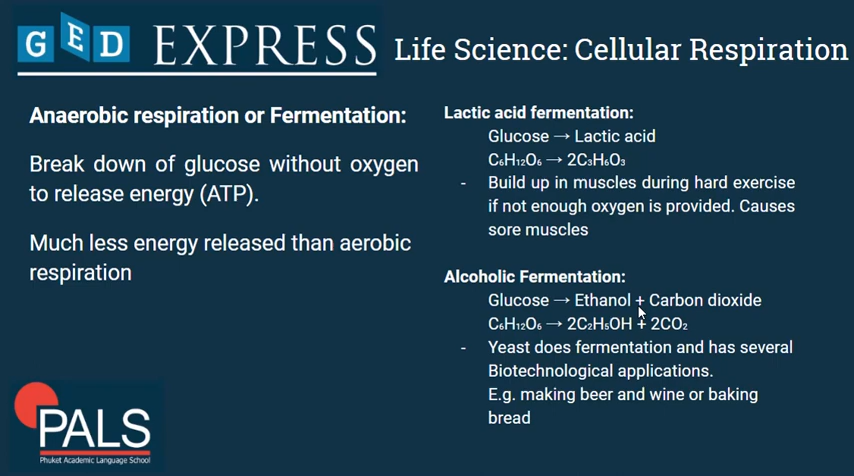 GED EXPRESS Life Science: Cellular Respiration
Anaerobic respiration or Fermentation:
Break down of glucose without oxygen
to release energy (ATP).
Much less energy released than aerobic
respiration
Lactic acid fermentation:
Glucose → Lactic acid
C₆H₁₂O₆ → 2C₃H₆O₃
- Build up in muscles during hard exercise
if not enough oxygen is provided. Causes
sore muscles
Alcoholic Fermentation:
Glucose → Ethanol + Carbon dioxide
C₆H₁₂O₆ → 2C₂H₅OH + 2CO₂
- Yeast does fermentation and has several
Biotechnological applications.
E.g. making beer and wine or baking
bread
PALS
Phuket Academic Language School